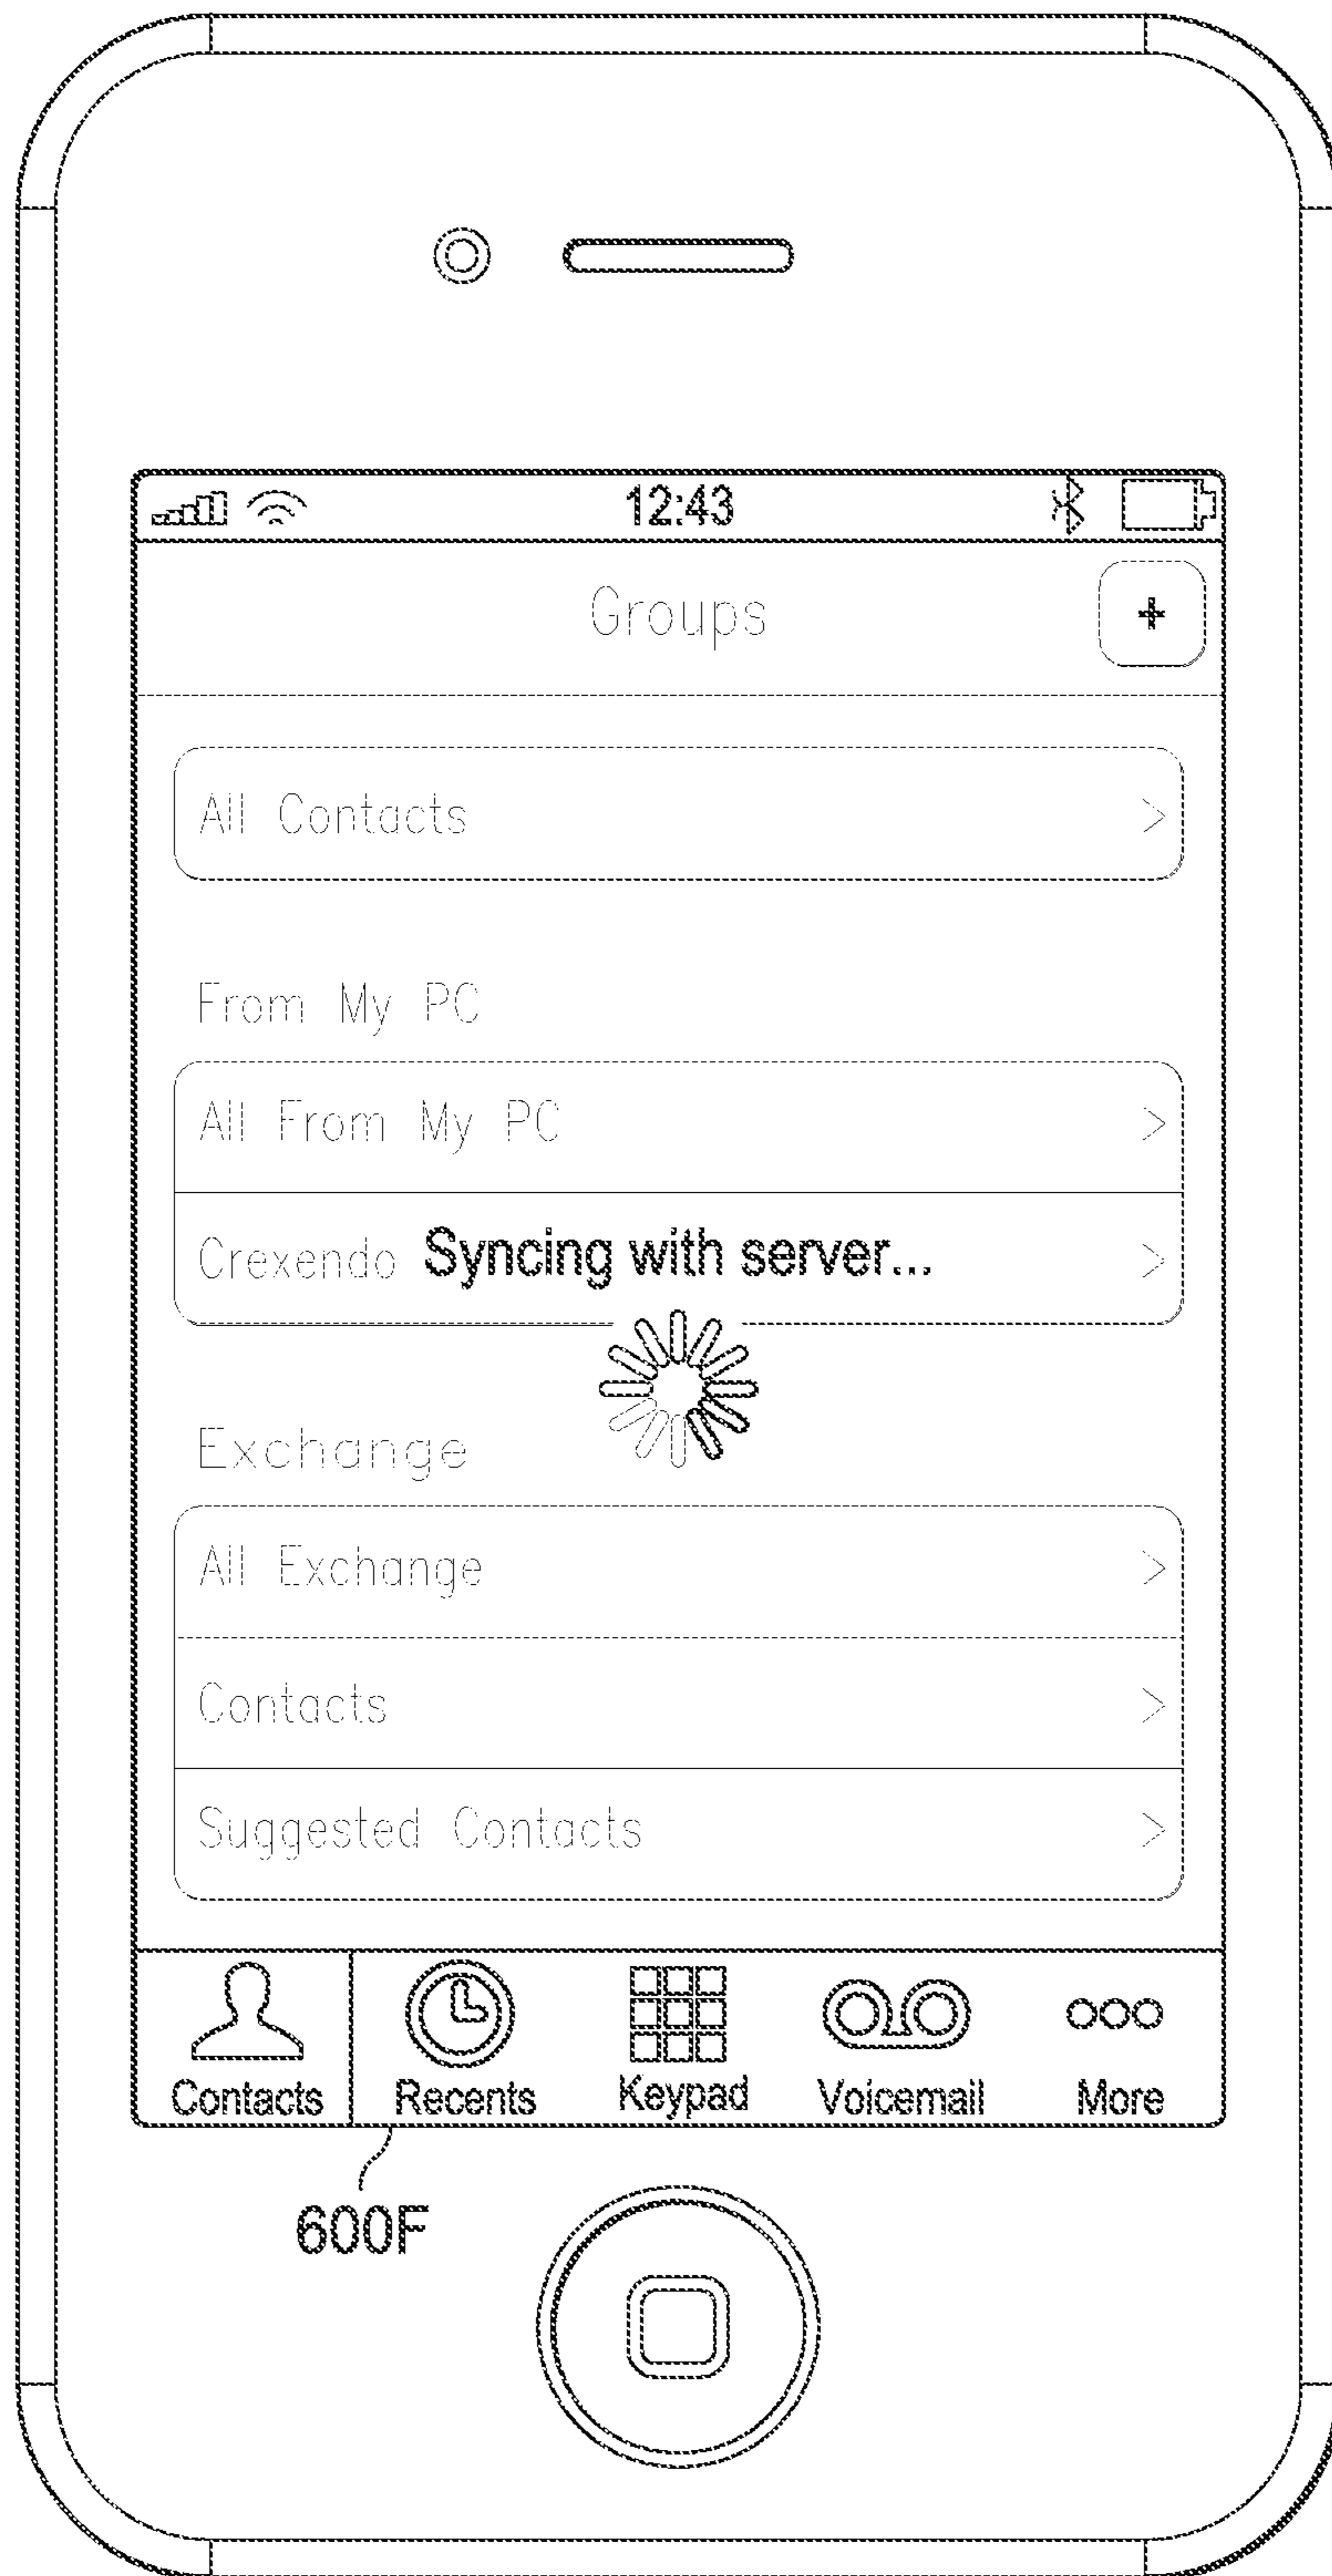 12:43
Groups
+
All Contacts >
From My PC
All From My PC >
Crexendo >
Syncing with server...
Exchange
All Exchange >
Contacts >
Suggested Contacts >
Contacts Recents Keypad Voicemail More
600F